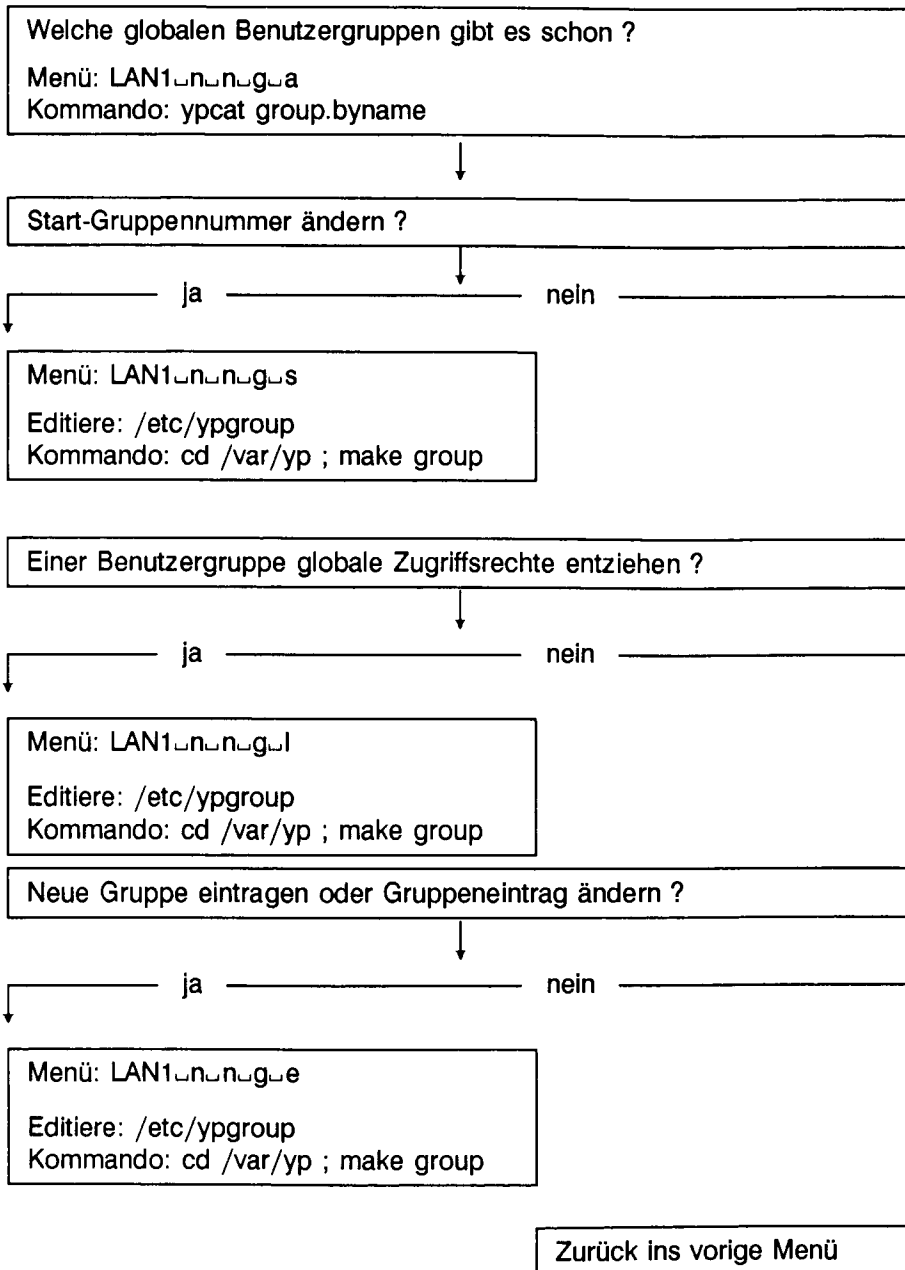 Welche globalen Benutzergruppen gibt es schon ?
Menü: LAN1␣n␣n␣g␣a
Kommando: ypcat group.byname
Start-Gruppennummer ändern ?
ja nein
Menü: LAN1␣n␣n␣g␣s
Editiere: /etc/ypgroup
Kommando: cd /var/yp ; make group
Einer Benutzergruppe globale Zugriffsrechte entziehen ?
ja nein
Menü: LAN1␣n␣n␣g␣l
Editiere: /etc/ypgroup
Kommando: cd /var/yp ; make group
Neue Gruppe eintragen oder Gruppeneintrag ändern ?
ja nein
Menü: LAN1␣n␣n␣g␣e
Editiere: /etc/ypgroup
Kommando: cd /var/yp ; make group
Zurück ins vorige Menü